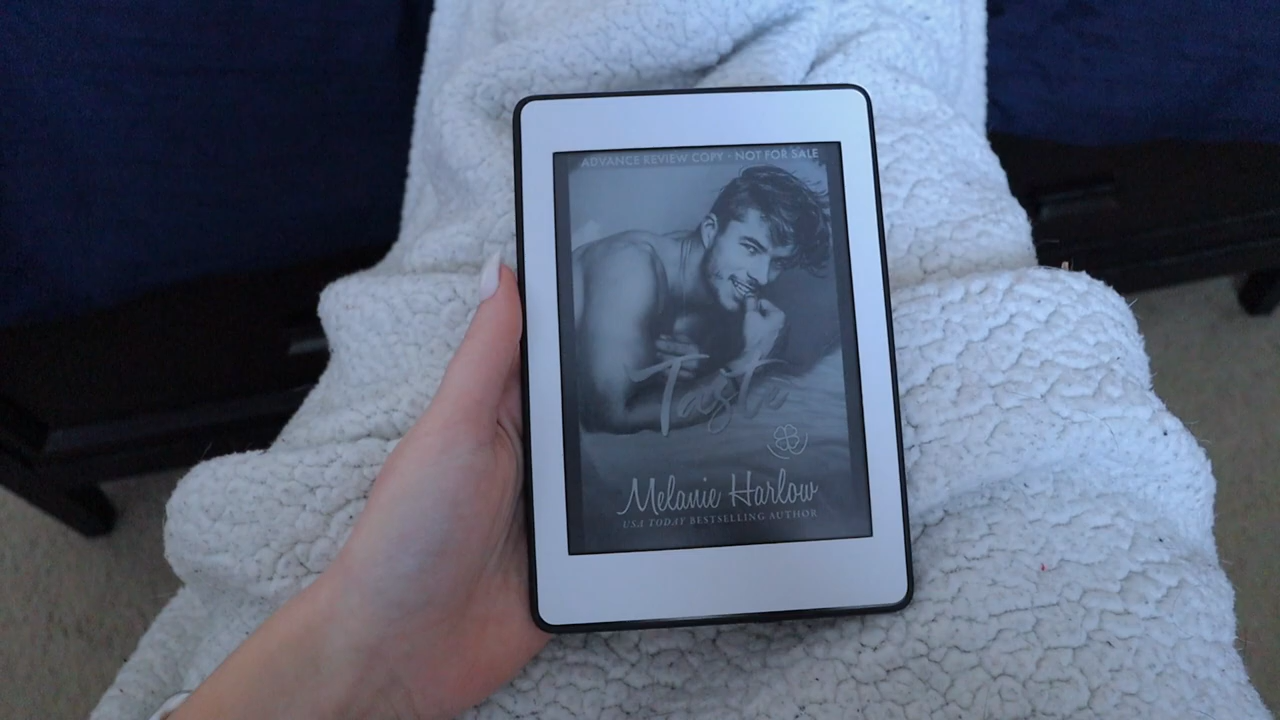 ADVANCE REVIEW COPY · NOT FOR SALE
Taste
Melanie Harlow
USA TODAY BESTSELLING AUTHOR